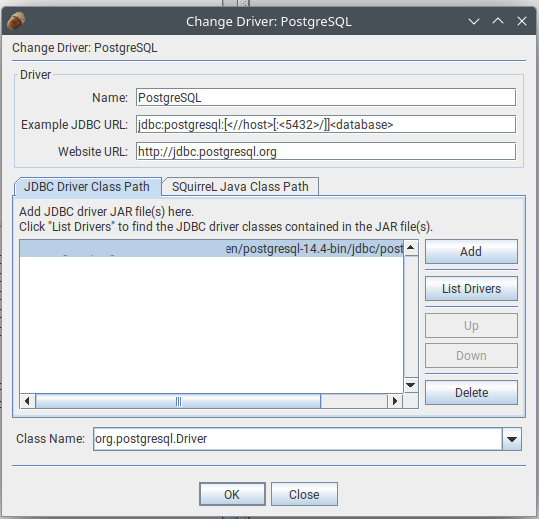 Change Driver: PostgreSQL
Change Driver: PostgreSQL
Driver
Name: PostgreSQL
Example JDBC URL: jdbc:postgresql:[<//host>[:<5432>/]]<database>
Website URL: http://jdbc.postgresql.org
JDBC Driver Class Path SQuirreL Java Class Path
Add JDBC driver JAR file(s) here.
Click "List Drivers" to find the JDBC driver classes contained in the JAR file(s).
en/postgresql-14.4-bin/jdbc/post
Add
List Drivers
Up
Down
Delete
Class Name: org.postgresql.Driver
OK Close